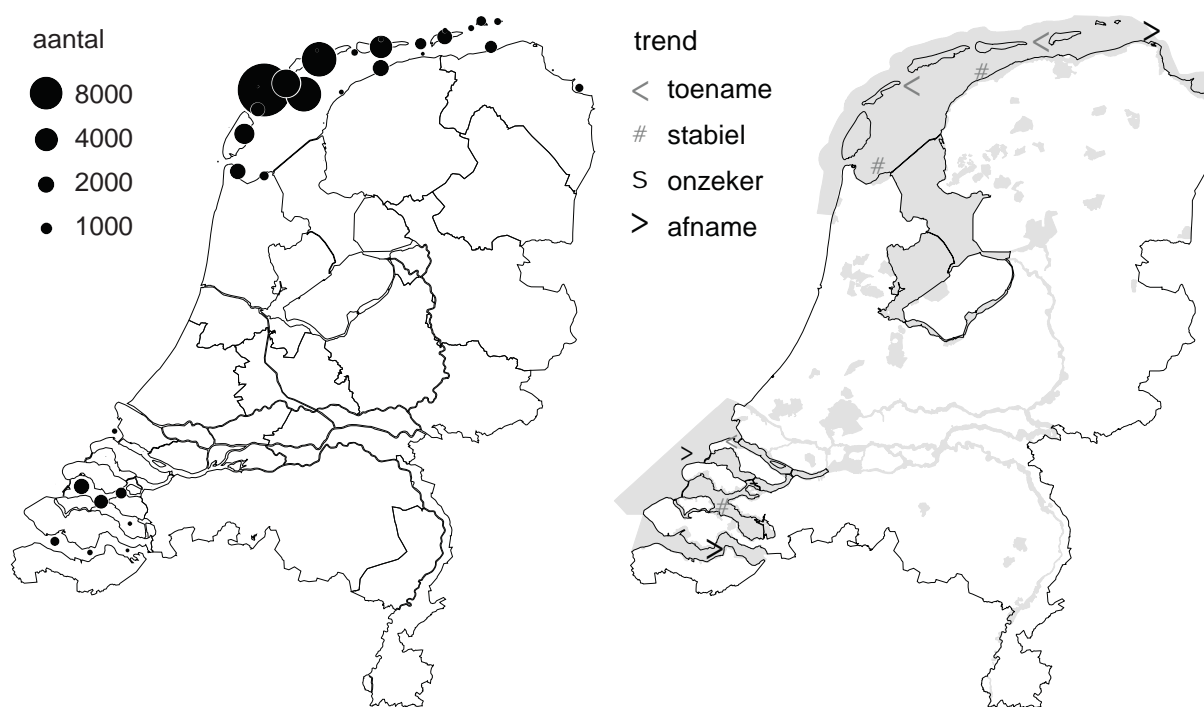 aantal
8000
4000
2000
1000
trend
< toename
# stabiel
S onzeker
> afname